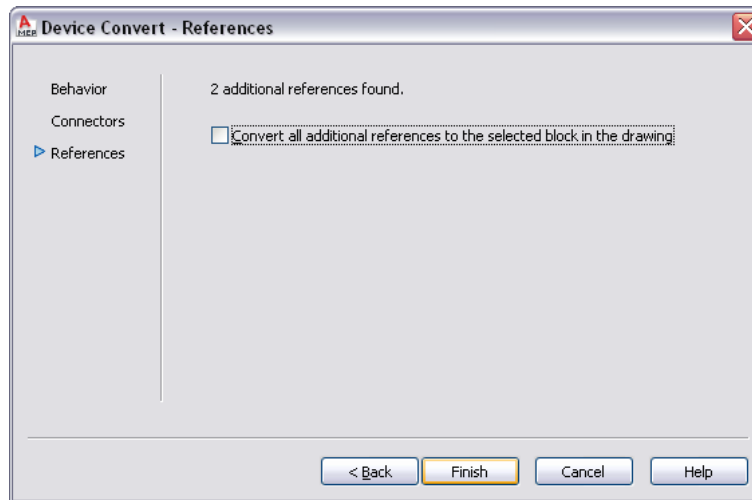 A
MEP
Device Convert - References
Behavior
Connectors
References
2 additional references found.
Convert all additional references to the selected block in the drawing
< Back
Finish
Cancel
Help